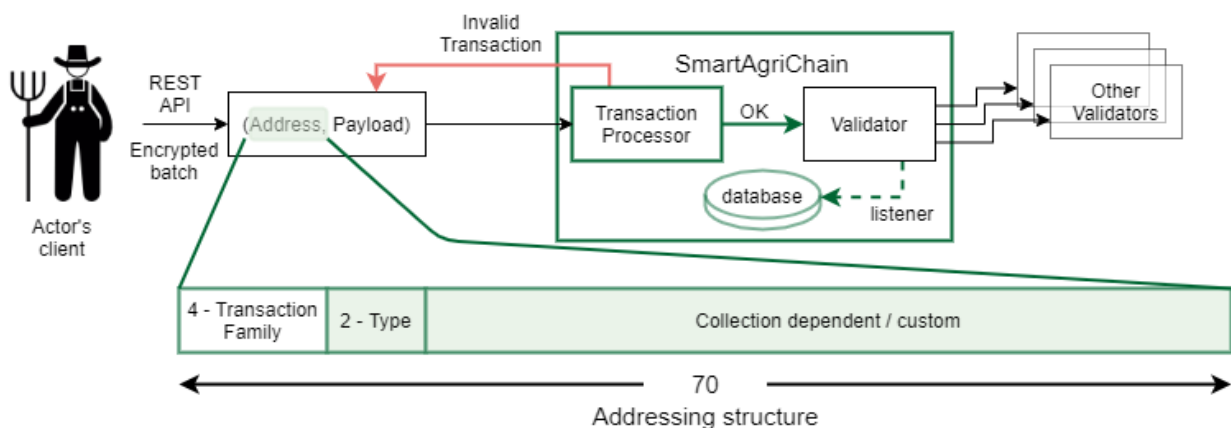 Invalid
Transaction
SmartAgriChain
REST
API
(Address, Payload)
Encrypted
batch
Transaction
Processor
OK
Validator
Other
Validators
database
listener
Actor's
client
4 - Transaction
Family
2 - Type
Collection dependent / custom
70
Addressing structure